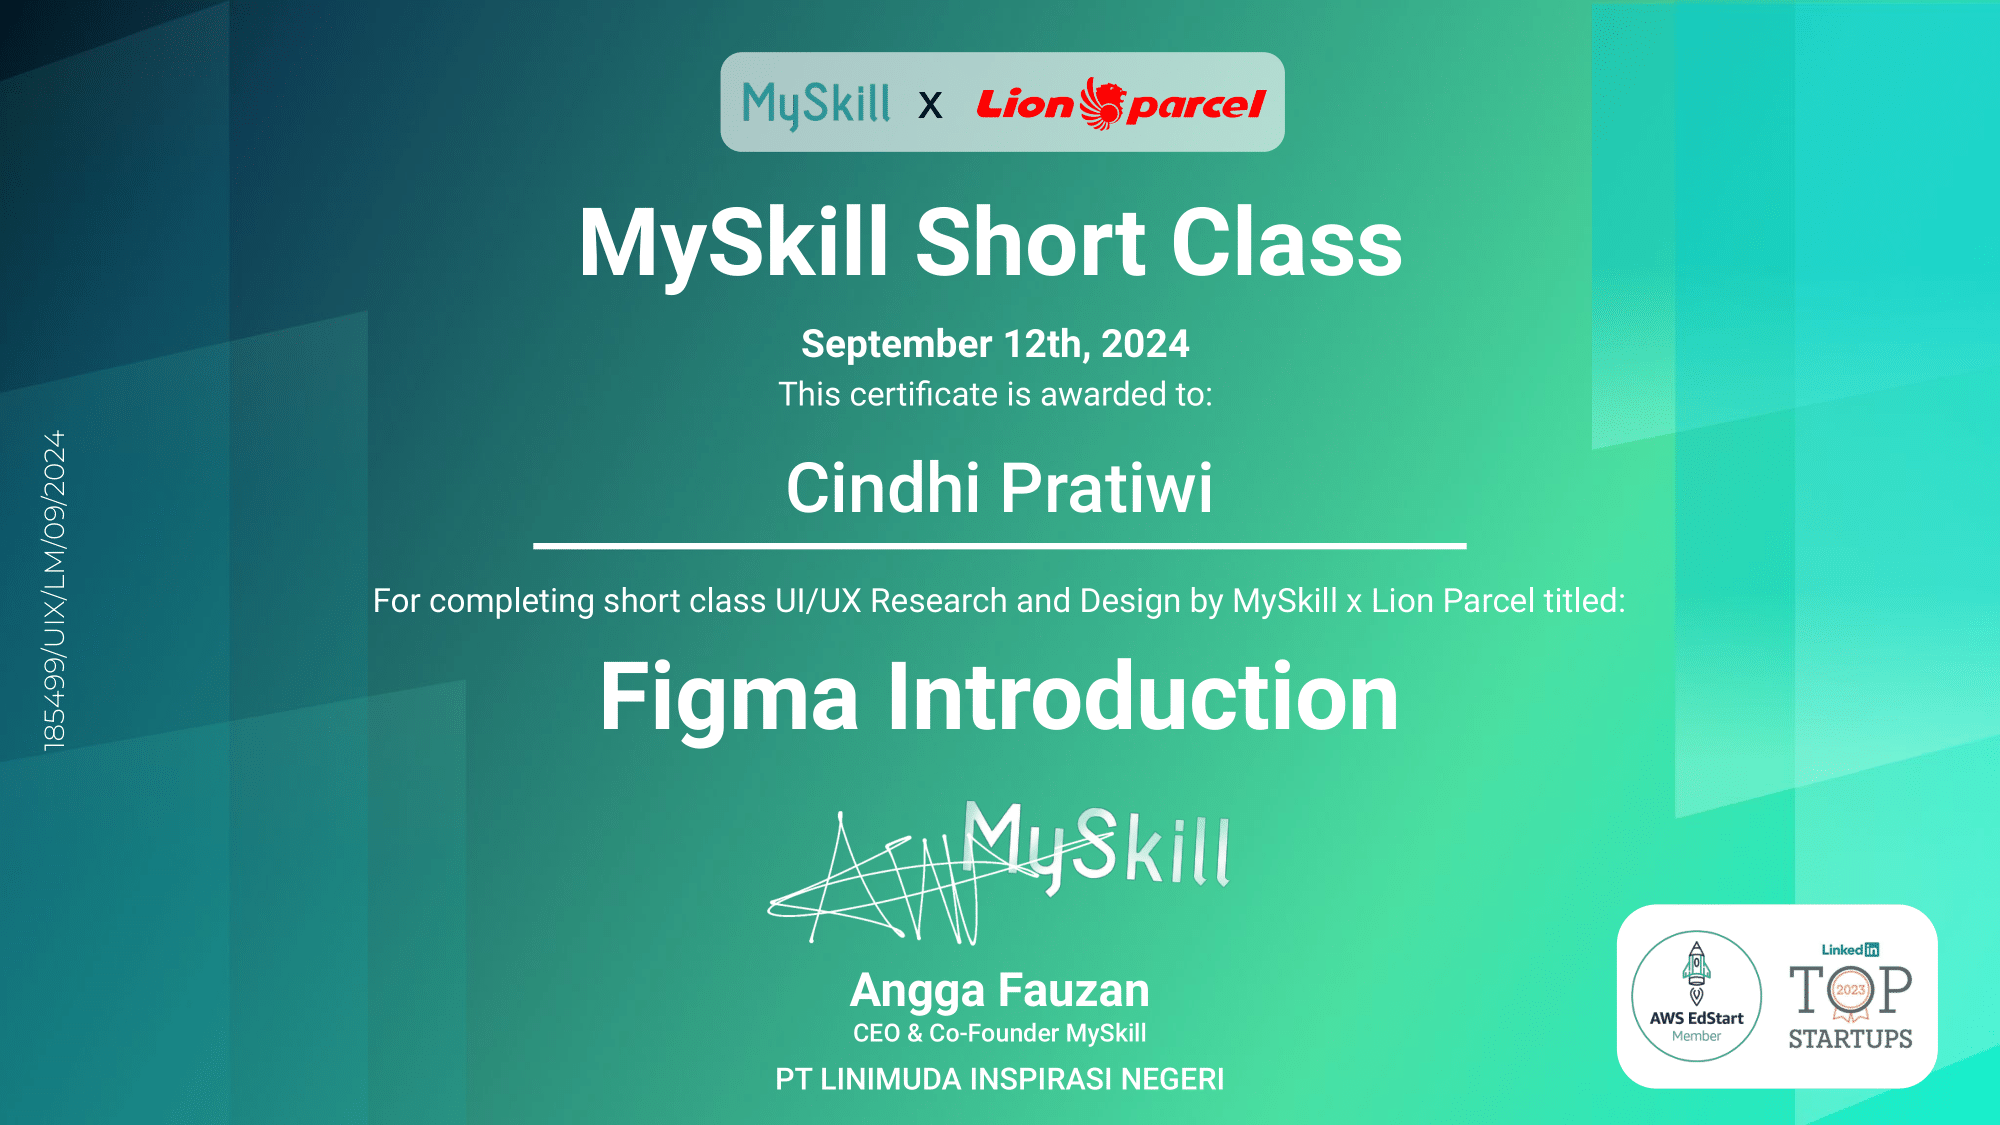 MySkill X Lion parcel
MySkill Short Class
September 12th, 2024
This certificate is awarded to:
Cindhi Pratiwi
For completing short class UI/UX Research and Design by MySkill x Lion Parcel titled:
Figma Introduction
MySkill
Angga Fauzan
CEO & Co-Founder MySkill
PT LINIMUDA INSPIRASI NEGERI
185499/UIX/LM/09/2024
AWS EdStart
Member
LinkedIn
TOP
2023
STARTUPS